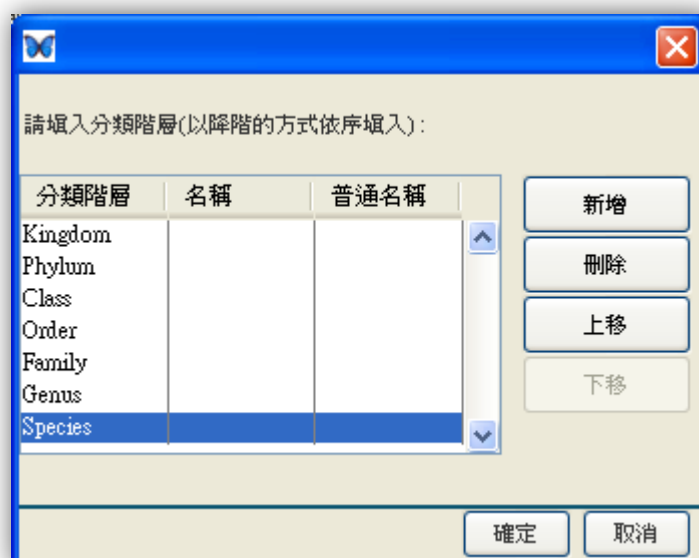 請填入分類階層(以降階的方式依序填入):
分類階層 名稱 普通名稱
Kingdom
Phylum
Class
Order
Family
Genus
Species
新增
刪除
上移
下移
確定 取消